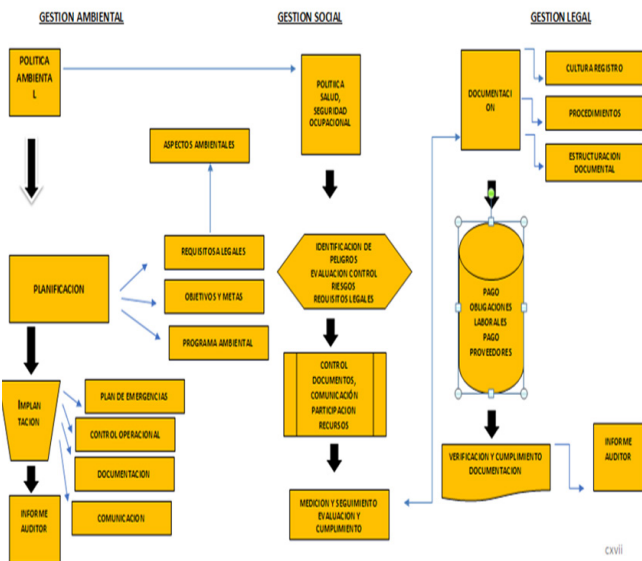 GESTION AMBIENTAL
GESTION SOCIAL
GESTION LEGAL
POLITICA
AMBIENTA
L
POLITICA
SALUD,
SEGURIDAD
OCUPACIONAL
DOCUMENTACI
ON
CULTURA REGISTRO
PROCEDIMIENTOS
ESTRUCTURACION
DOCUMENTAL
ASPECTOS AMBIENTALES
REQUISITOSA LEGALES
OBJETIVOS Y METAS
PROGRAMA AMBIENTAL
PLANIFICACION
IDENTIFICACION DE
PELIGROS
EVALUACION CONTROL
RIESGOS
REQUISITOS LEGALES
PAGO
OBLIGACIONES
LABORALES
PAGO
PROVEEDORES
IMPLAN
TACION
PLAN DE EMERGENCIAS
CONTROL OPERACIONAL
DOCUMENTACION
COMUNICACIÓN
CONTROL
DOCUMENTOS,
COMUNICACIÓN
PARTICIPACION
RECURSOS
VERIFICACION Y CUMPLIMIENTO
DOCUMENTACION
INFORME
AUDITOR
INFORME
AUDITOR
MEDICION Y SEGUIMIENTO
EVALUACION Y
CUMPLIMIENTO
cxvii